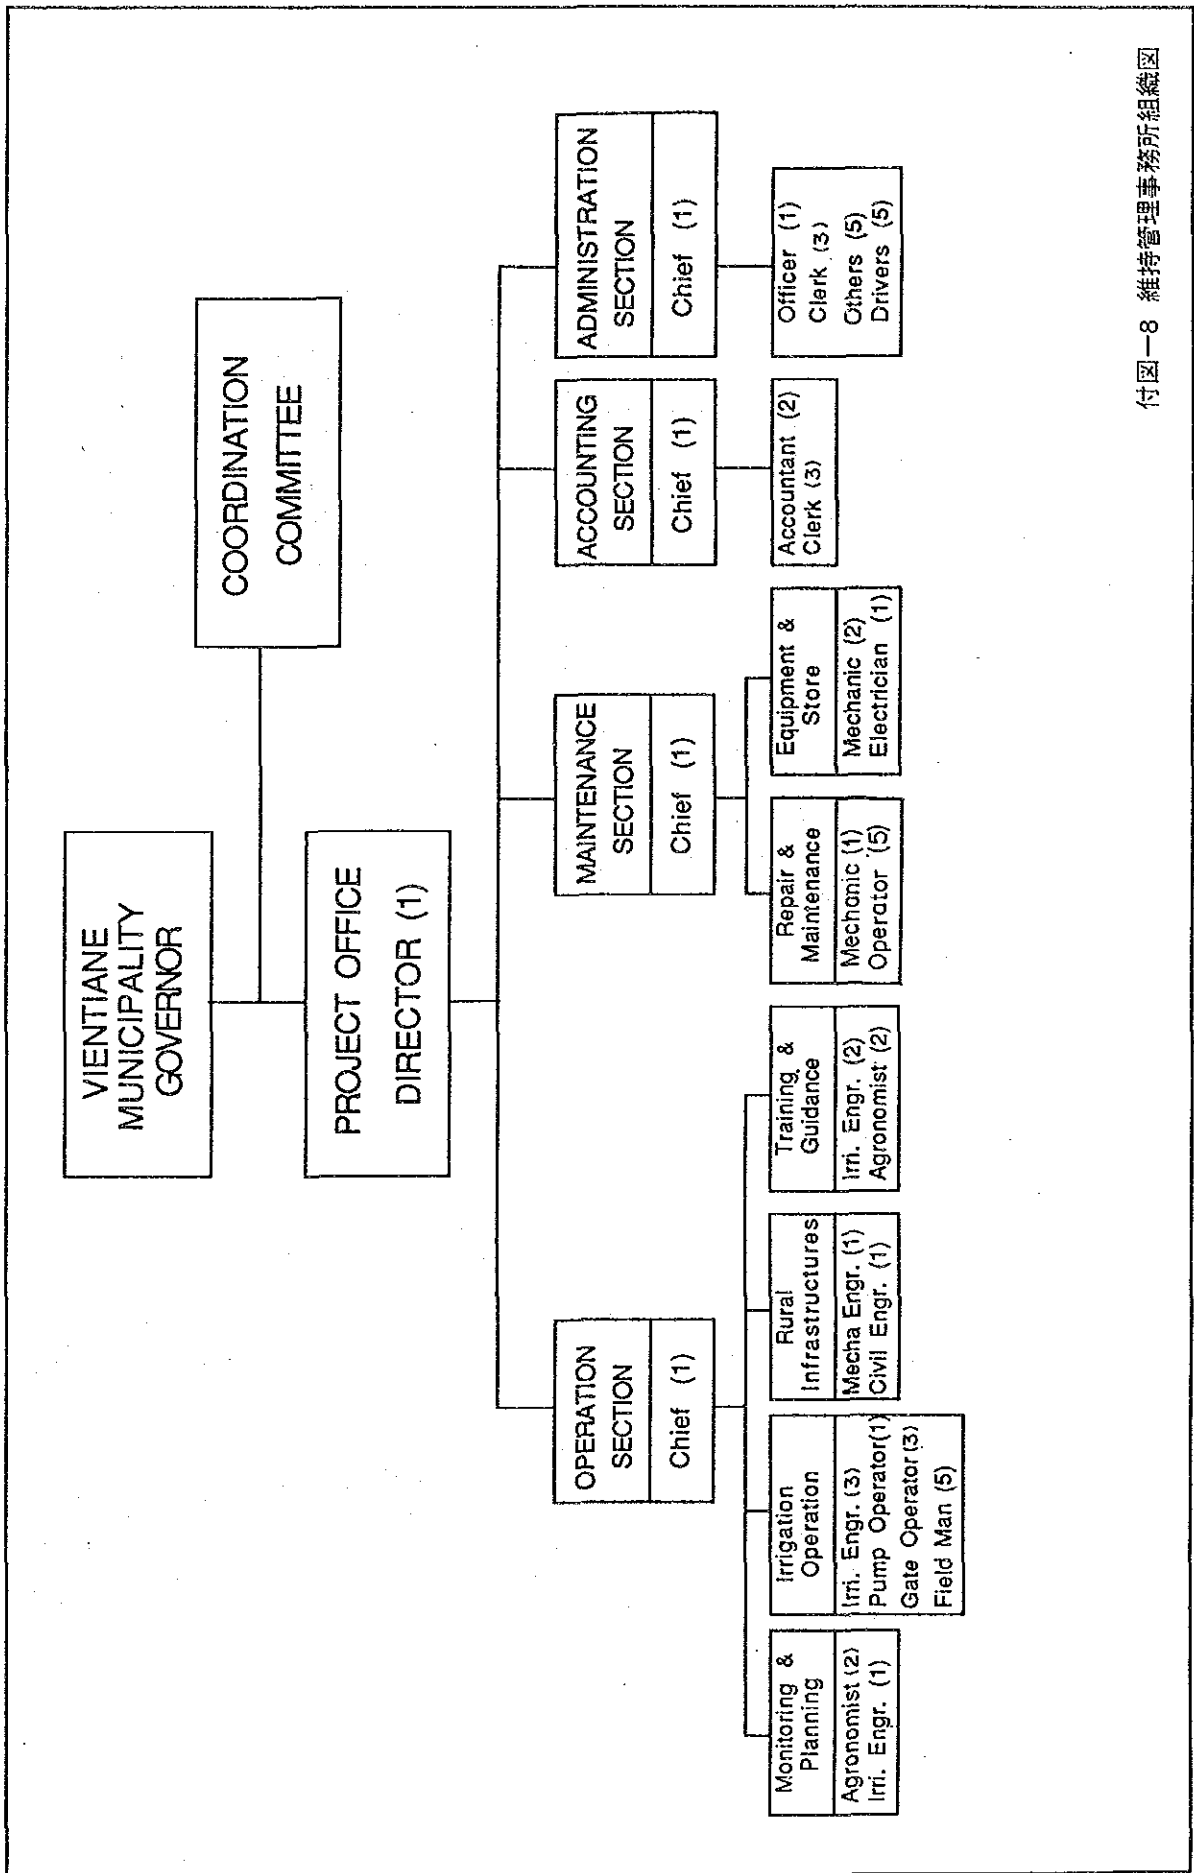 VIENTIANE
MUNICIPALITY
GOVERNOR
COORDINATION
COMMITTEE
PROJECT OFFICE
DIRECTOR (1)
OPERATION
SECTION
Chief (1)
MAINTENANCE
SECTION
Chief (1)
ACCOUNTING
SECTION
Chief (1)
ADMINISTRATION
SECTION
Chief (1)
Monitoring &
Planning
Agronomist (2)
Irri. Engr. (1)
Irrigation
Operation
Irri. Engr. (3)
Pump Operator(1)
Gate Operator (3)
Field Man (5)
Rural
Infrastructures
Mecha Engr. (1)
Civil Engr. (1)
Training &
Guidance
Irri. Engr. (2)
Agronomist (2)
Repair &
Maintenance
Mechanic (1)
Operator (5)
Equipment &
Store
Mechanic (2)
Electrician (1)
Accountant (2)
Clerk (3)
Officer (1)
Clerk (3)
Others (5)
Drivers (5)
付図－8 維持管理事務所組織図